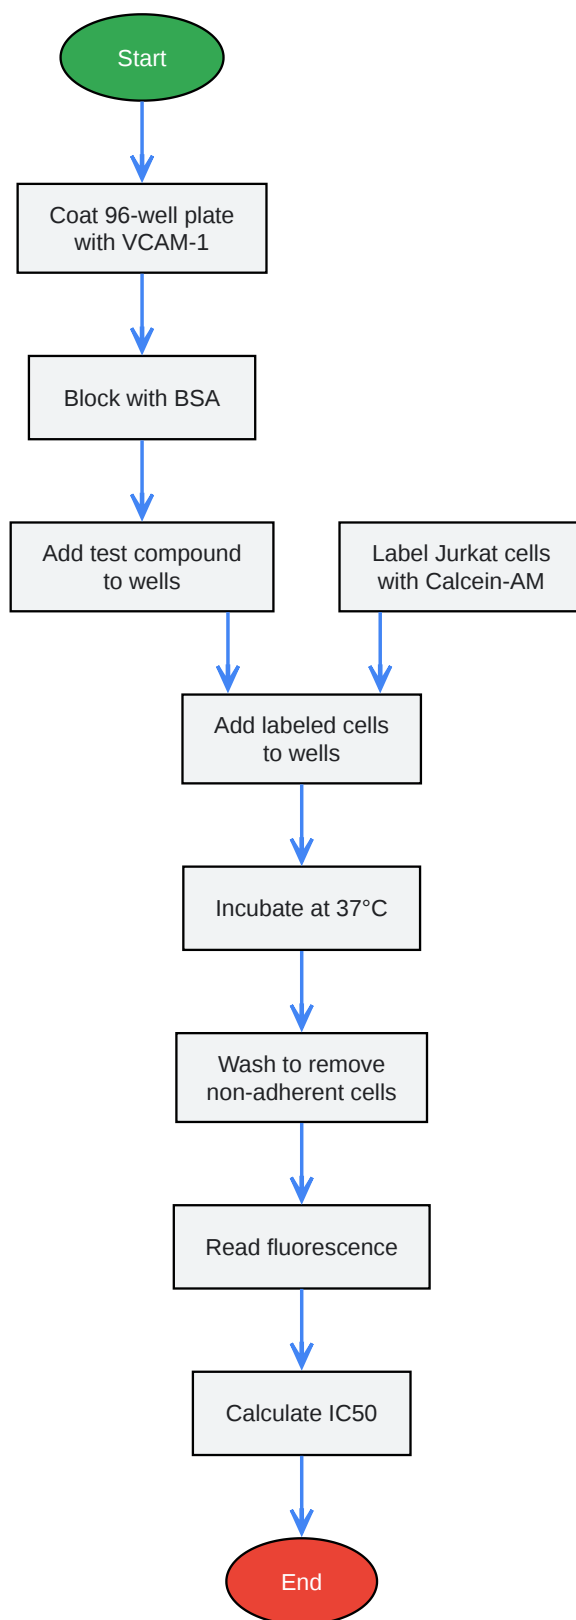 Start
Coat 96-well plate
with VCAM-1
Block with BSA
Add test compound
to wells
Label Jurkat cells
with Calcein-AM
Add labeled cells
to wells
Incubate at 37°C
Wash to remove
non-adherent cells
Read fluorescence
Calculate IC50
End